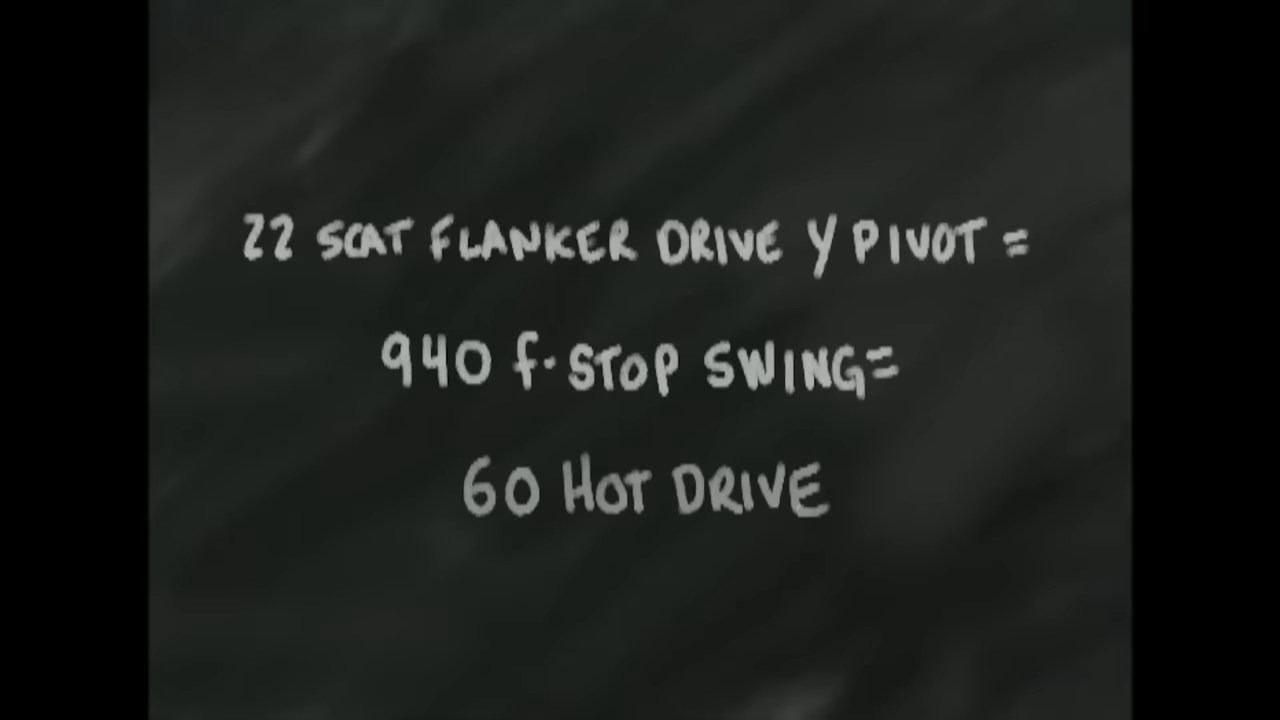 22 SCAT FLANKER DRIVE Y PIVOT =
940 f-STOP SWING=
60 HOT DRIVE